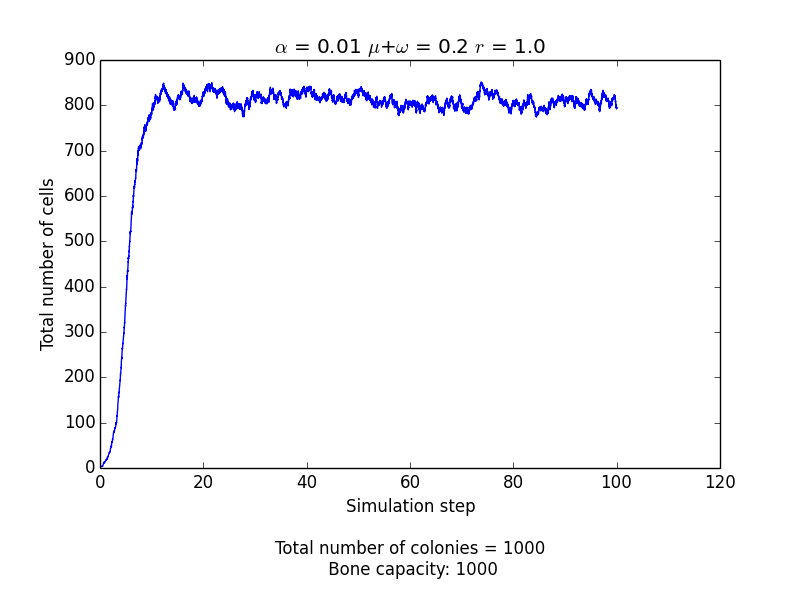 α = 0.01 μ+ω = 0.2 r = 1.0
900
800
700
600
500
400
300
200
100
0
Total number of cells
0 20 40 60 80 100 120
Simulation step
Total number of colonies = 1000
Bone capacity: 1000